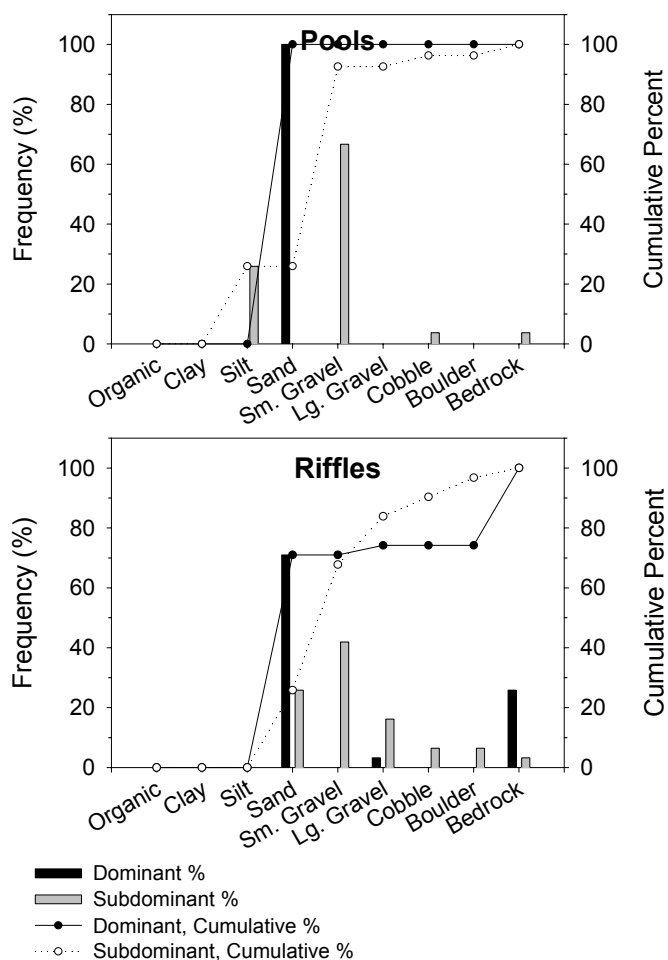 Pools
100
80
60
40
20
0
Frequency (%)
100
80
60
40
20
0
Cumulative Percent
Organic
Clay
Silt
Sand
Sm. Gravel
Lg. Gravel
Cobble
Boulder
Bedrock
Riffles
100
80
60
40
20
0
Frequency (%)
100
80
60
40
20
0
Cumulative Percent
Organic
Clay
Silt
Sand
Sm. Gravel
Lg. Gravel
Cobble
Boulder
Bedrock
Dominant %
Subdominant %
Dominant, Cumulative %
Subdominant, Cumulative %